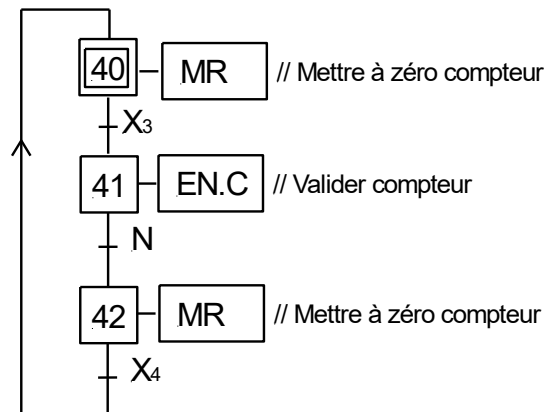 40 MR // Mettre à zéro compteur
X3
41 EN.C // Valider compteur
N
42 MR // Mettre à zéro compteur
X4